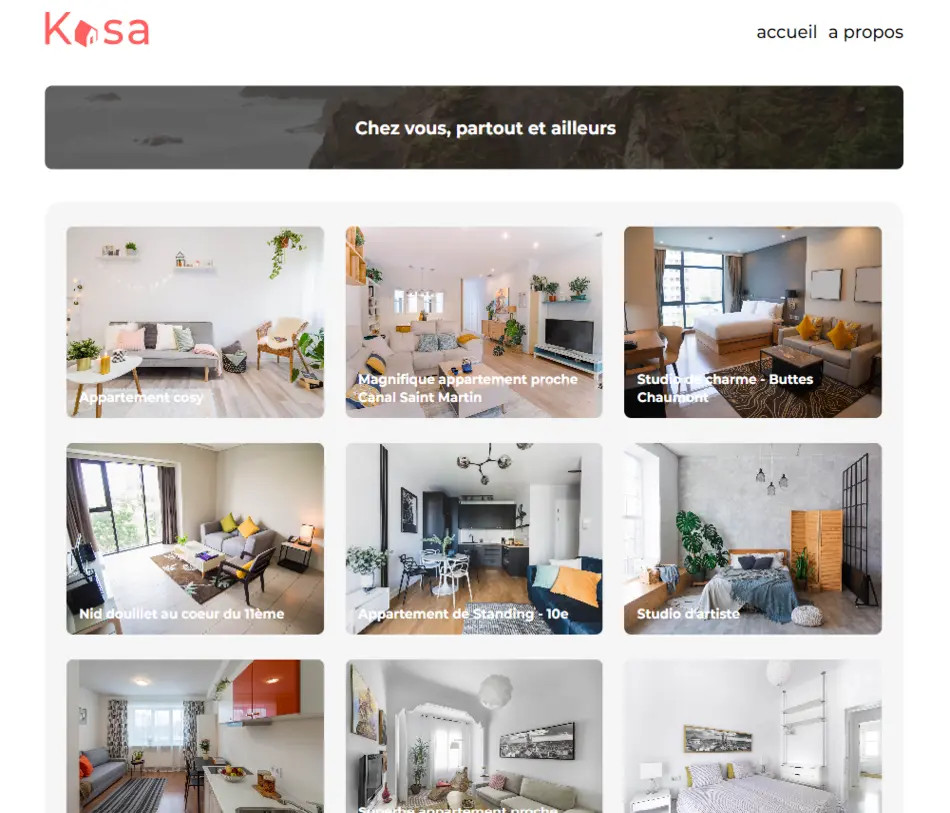 Kasa
accueil a propos
Chez vous, partout et ailleurs
Appartement cosy
Magnifique appartement proche
Canal Saint Martin
Studio de charme - Buttes
Chaumont
Nid douillet au coeur du 11ème
Appartement de Standing - 10e
Studio d'artiste
Superbe appartement proche